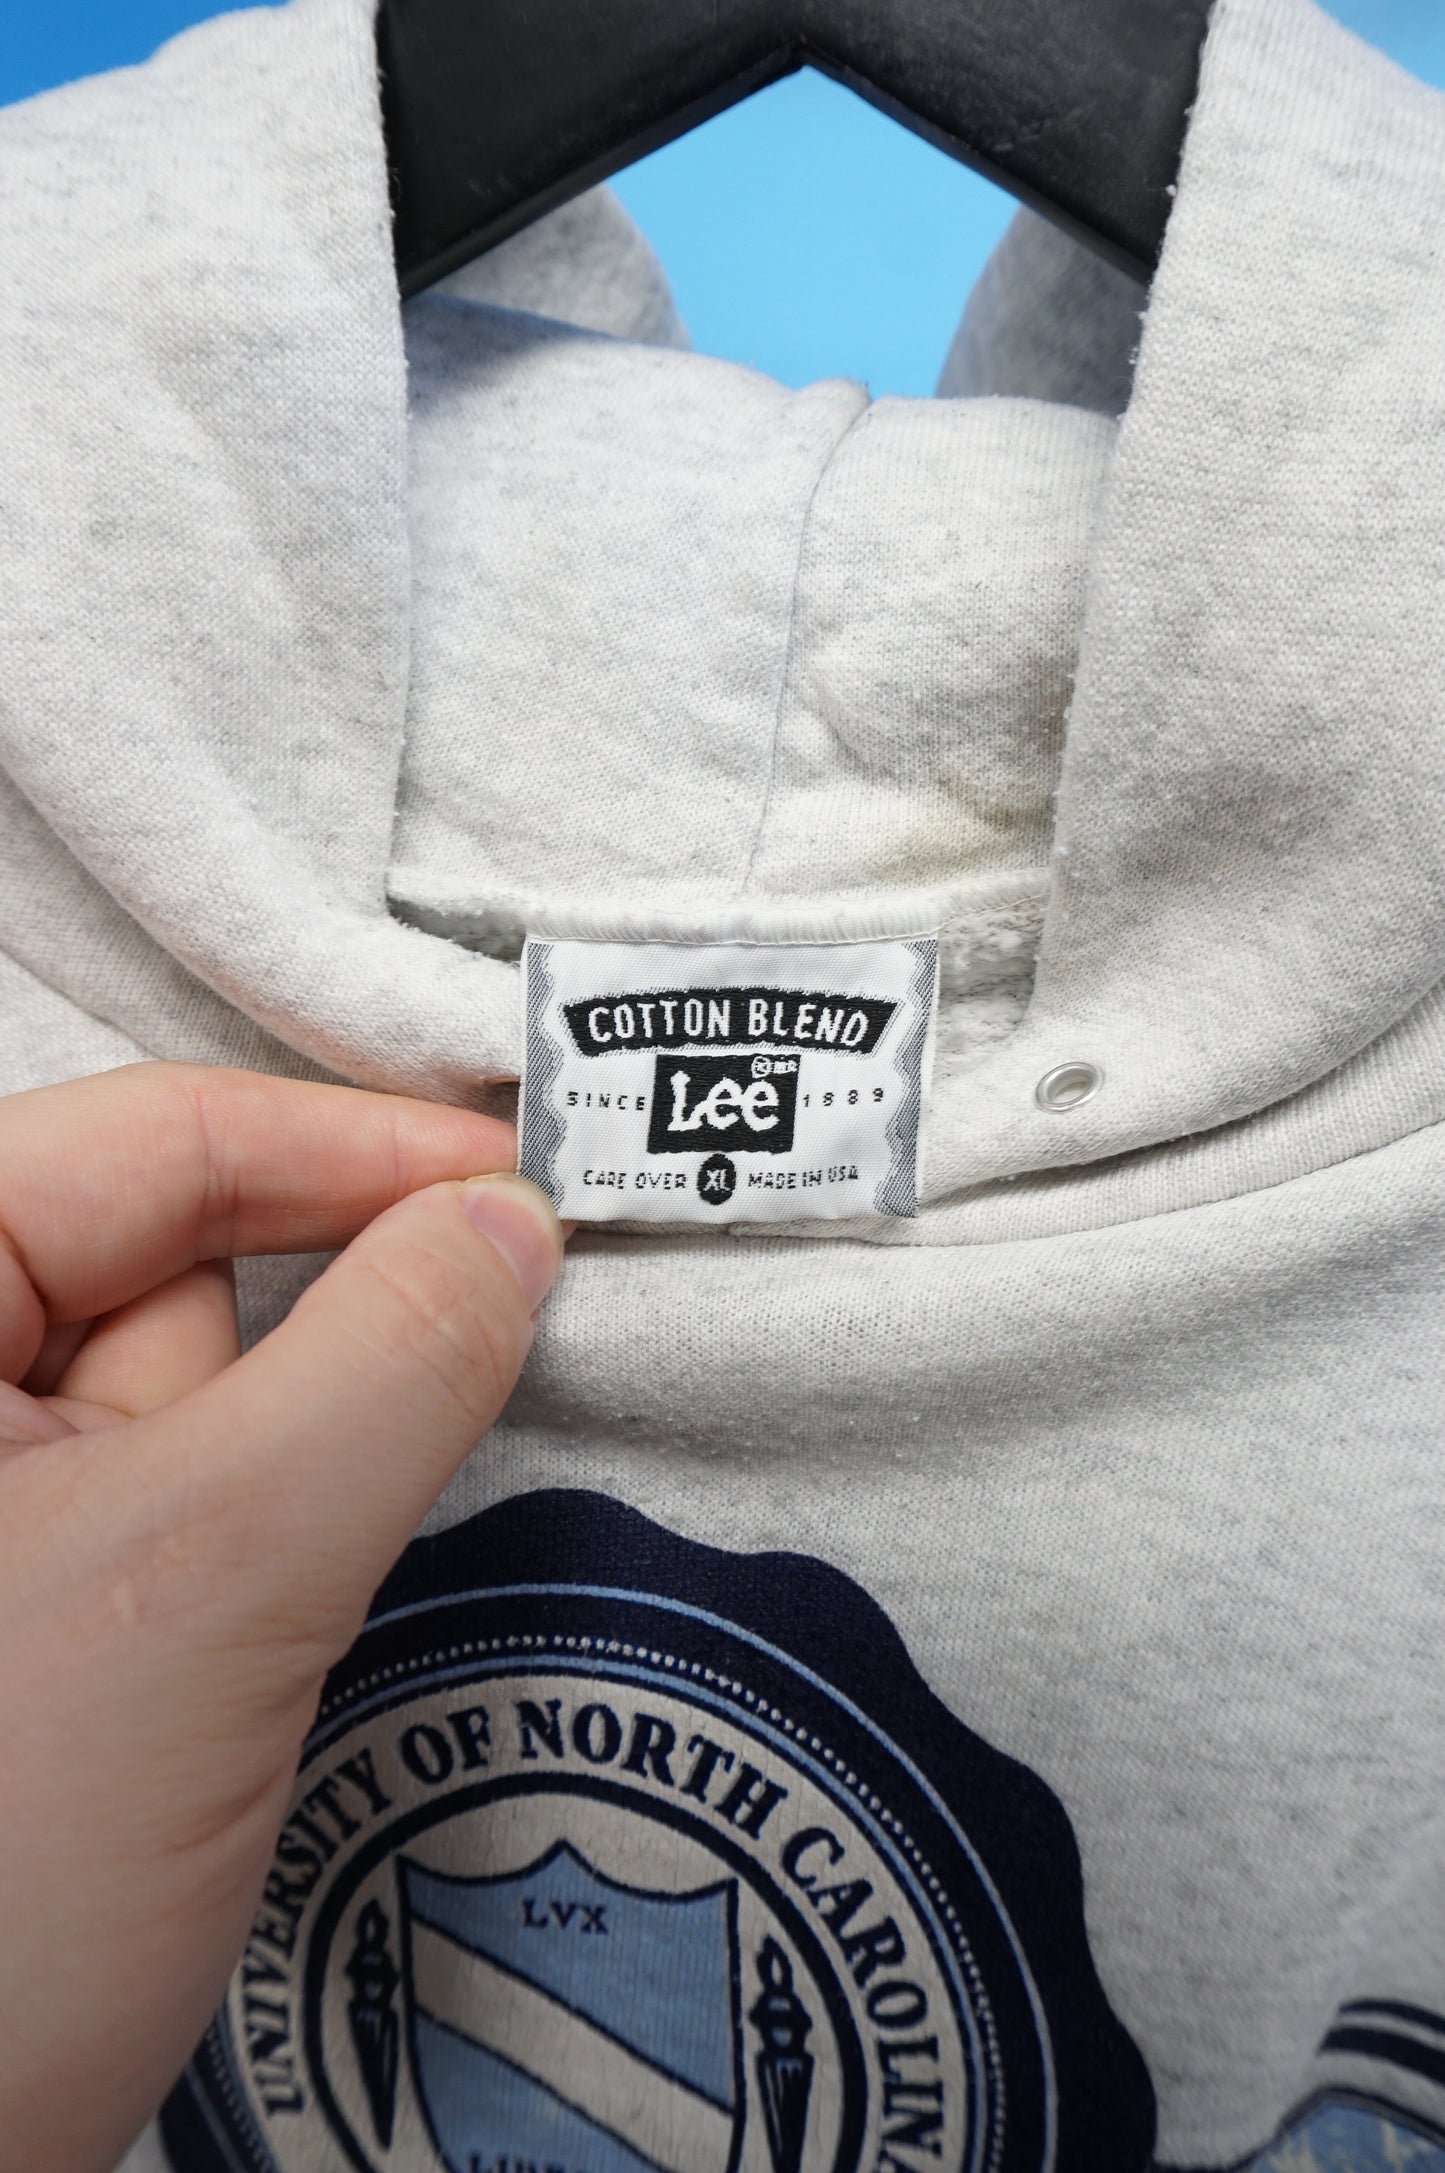 COTTON BLEND
Lee
SINCE 1889
CARE OVER XL MADE IN USA
UNIVERSITY OF NORTH CAROLINA
LVX